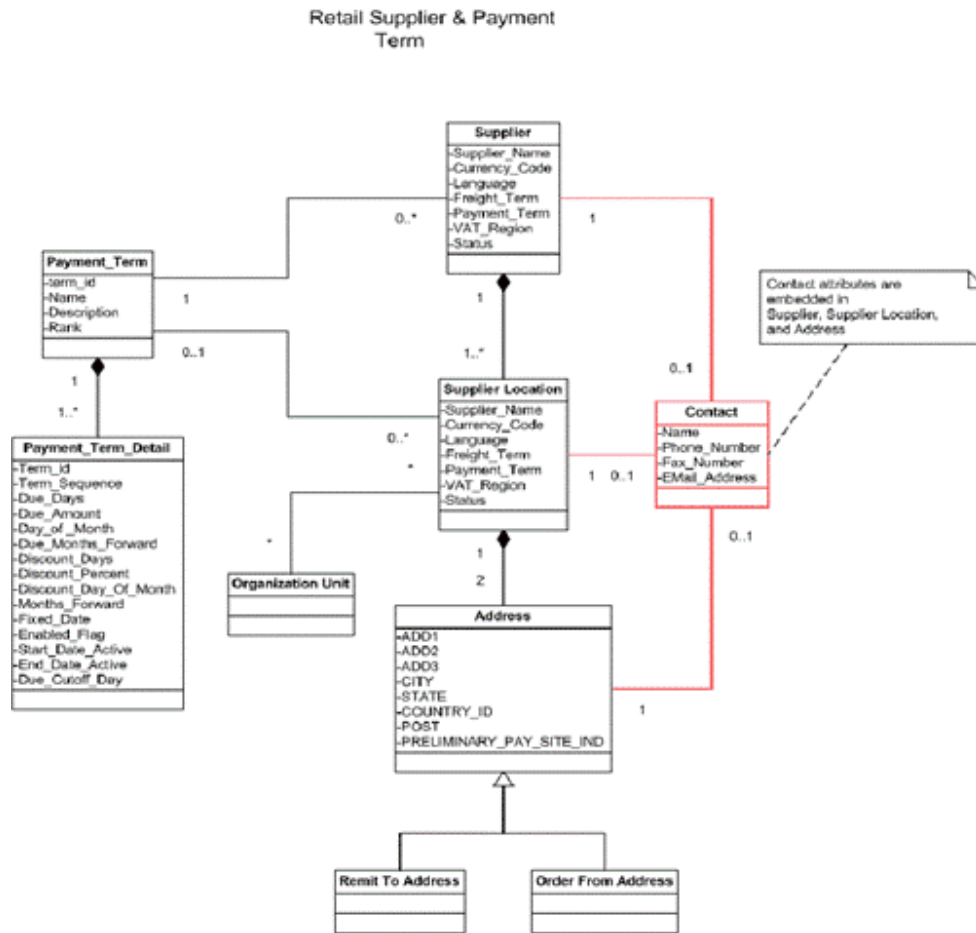 Retail Supplier & Payment
Term
Supplier
-Supplier_Name
-Currency_Code
-Language
-Freight_Term
-Payment_Term
-VAT_Region
-Status
0..*
1
1
Payment_Term
-term_id
-Name
-Description
-Rank
1
0..1
1
1..*
1..*
Contact attributes are
embedded in
Supplier, Supplier Location,
and Address
0..1
Supplier Location
-Supplier_Name
-Currency_Code
-Language
-Freight_Term
-Payment_Term
-VAT_Region
-Status
0..*
*
1
0..1
Contact
-Name
-Phone_Number
-Fax_Number
-EMail_Address
0..1
Payment_Term_Detail
-Term_id
-Term_Sequence
-Due_Days
-Due_Amount
-Day_of _Month
-Due_Months_Forward
-Discount_Days
-Discount_Percent
-Discount_Day_Of_Month
-Months_Forward
-Fixed_Date
-Enabled_Flag
-Start_Date_Active
-End_Date_Active
-Due_Cutoff_Day
*
Organization Unit
1
2
Address
-ADD1
-ADD2
-ADD3
-CITY
-STATE
-COUNTRY_ID
-POST
-PRELIMINARY_PAY_SITE_IND
1
Remit To Address
Order From Address